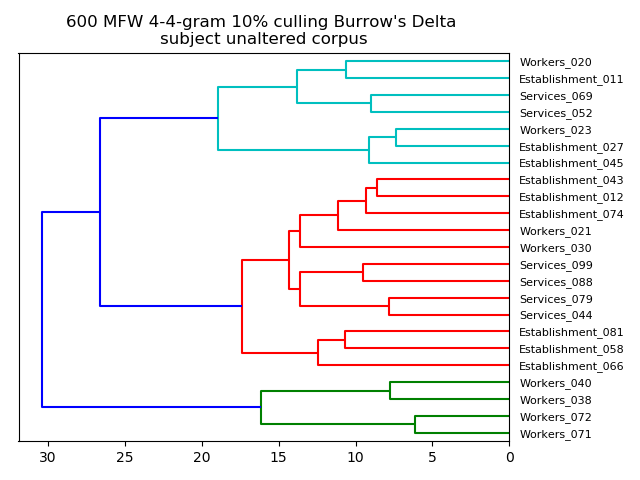 600 MFW 4-4-gram 10% culling Burrow's Delta
subject unaltered corpus
Workers_020
Establishment_011
Services_069
Services_052
Workers_023
Establishment_027
Establishment_045
Establishment_043
Establishment_012
Establishment_074
Workers_021
Workers_030
Services_099
Services_088
Services_079
Services_044
Establishment_081
Establishment_058
Establishment_066
Workers_040
Workers_038
Workers_072
Workers_071
30 25 20 15 10 5 0